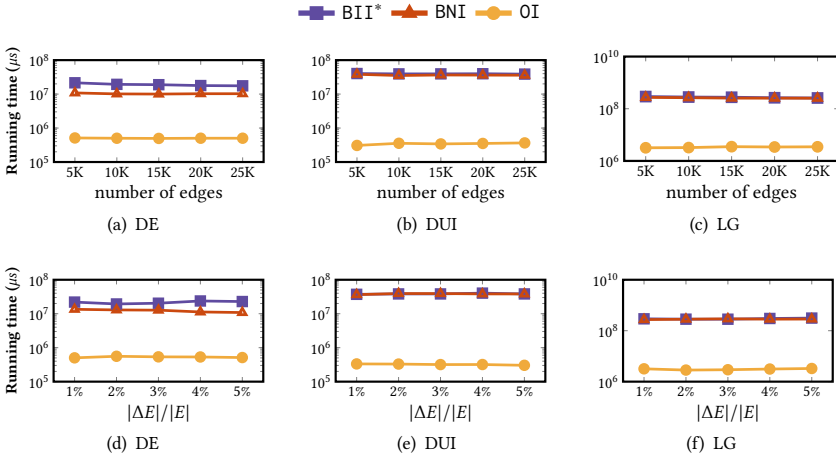 BII* BNI OI
Running time (μs)
10^8
10^7
10^6
10^5
5K 10K 15K 20K 25K
number of edges
(a) DE
10^8
10^7
10^6
10^5
5K 10K 15K 20K 25K
number of edges
(b) DUI
10^10
10^8
10^6
5K 10K 15K 20K 25K
number of edges
(c) LG
Running time (μs)
10^8
10^7
10^6
10^5
1% 2% 3% 4% 5%
|ΔE|/|E|
(d) DE
10^8
10^7
10^6
10^5
1% 2% 3% 4% 5%
|ΔE|/|E|
(e) DUI
10^10
10^8
10^6
1% 2% 3% 4% 5%
|ΔE|/|E|
(f) LG